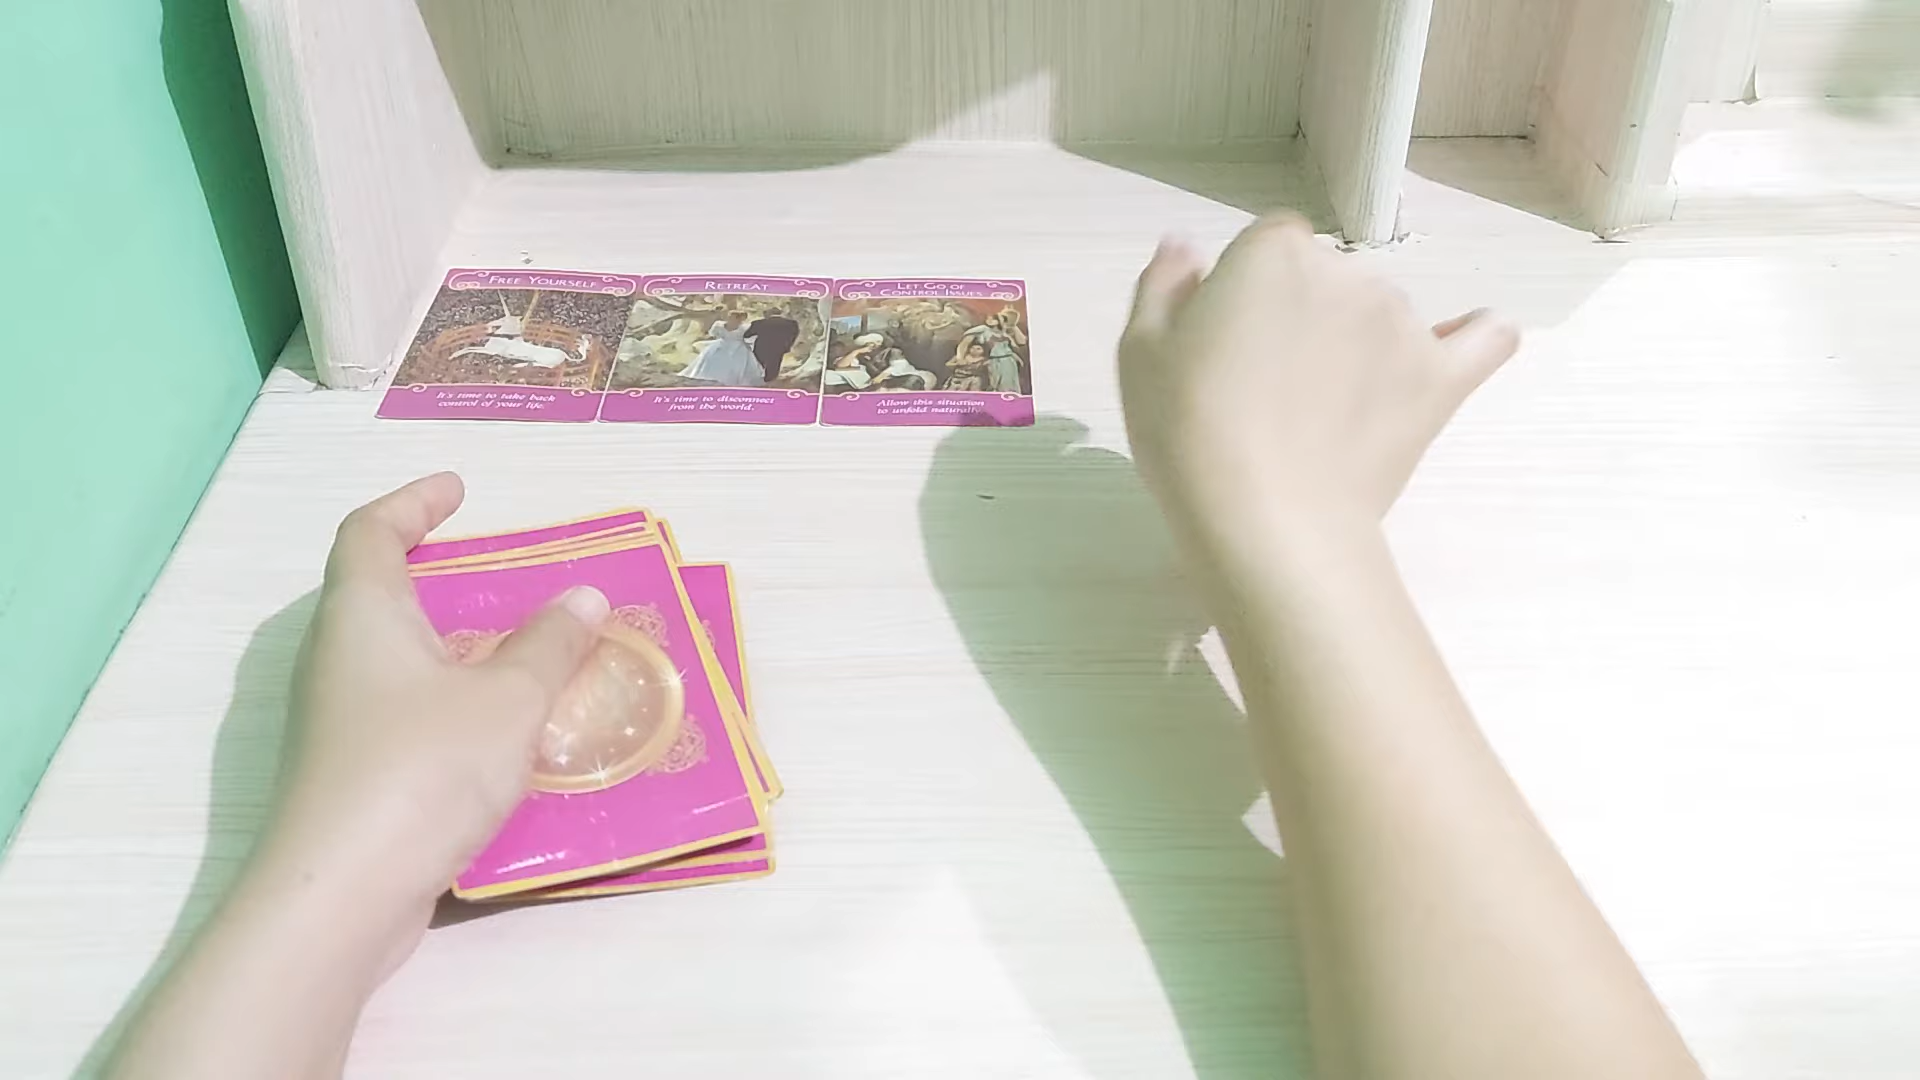 FREE YOURSELF
It's time to take back
control of your life.
RETREAT
It's time to disconnect
from the world.
LET GO OF
CONTROL ISSUES
Allow this situation
to unfold naturally.